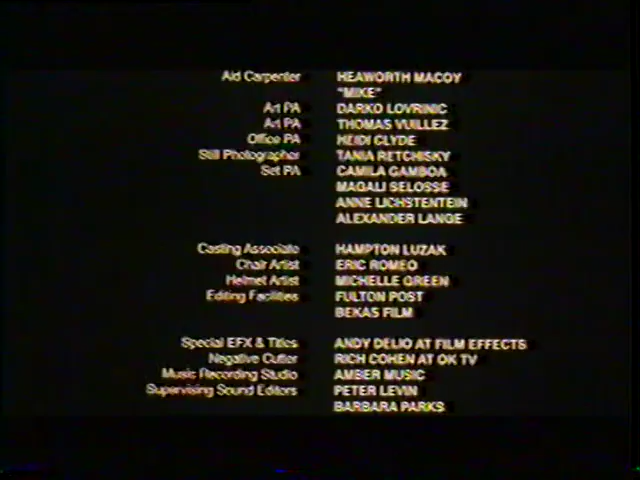 Aid Carpenter HEAWORTH MACOY
"MIKE"
Art PA DARKO LOVRINIC
Art PA THOMAS VUILLEZ
Office PA HEIDI CLYDE
Still Photographer TANIA RETCHISKY
Set PA CAMILA GAMBOA
MAGALI SELOSSE
ANNE LICHSTENTEIN
ALEXANDER LANGE
Casting Associate HAMPTON LUZAK
Chair Artist ERIC ROMEO
Helmet Artist MICHELLE GREEN
Editing Facilities FULTON POST
BEKAS FILM
Special EFX & Titles ANDY DELIO AT FILM EFFECTS
Negative Cutter RICH COHEN AT OK TV
Music Recording Studio AMBER MUSIC
Supervising Sound Editors PETER LEVIN
BARBARA PARKS